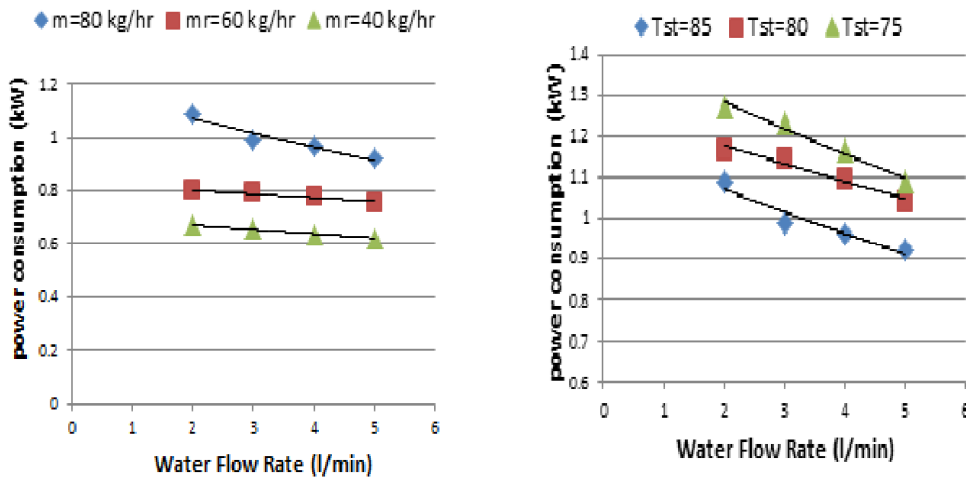 m=80 kg/hr mr=60 kg/hr mr=40 kg/hr
power consumption (kW)
1.2
1
0.8
0.6
0.4
0.2
0
0 1 2 3 4 5 6
Water Flow Rate (l/min)
Tst=85 Tst=80 Tst=75
power consumption (kW)
1.4
1.3
1.2
1.1
1
0.9
0.8
0.7
0.6
0 1 2 3 4 5 6
Water Flow Rate (l/min)